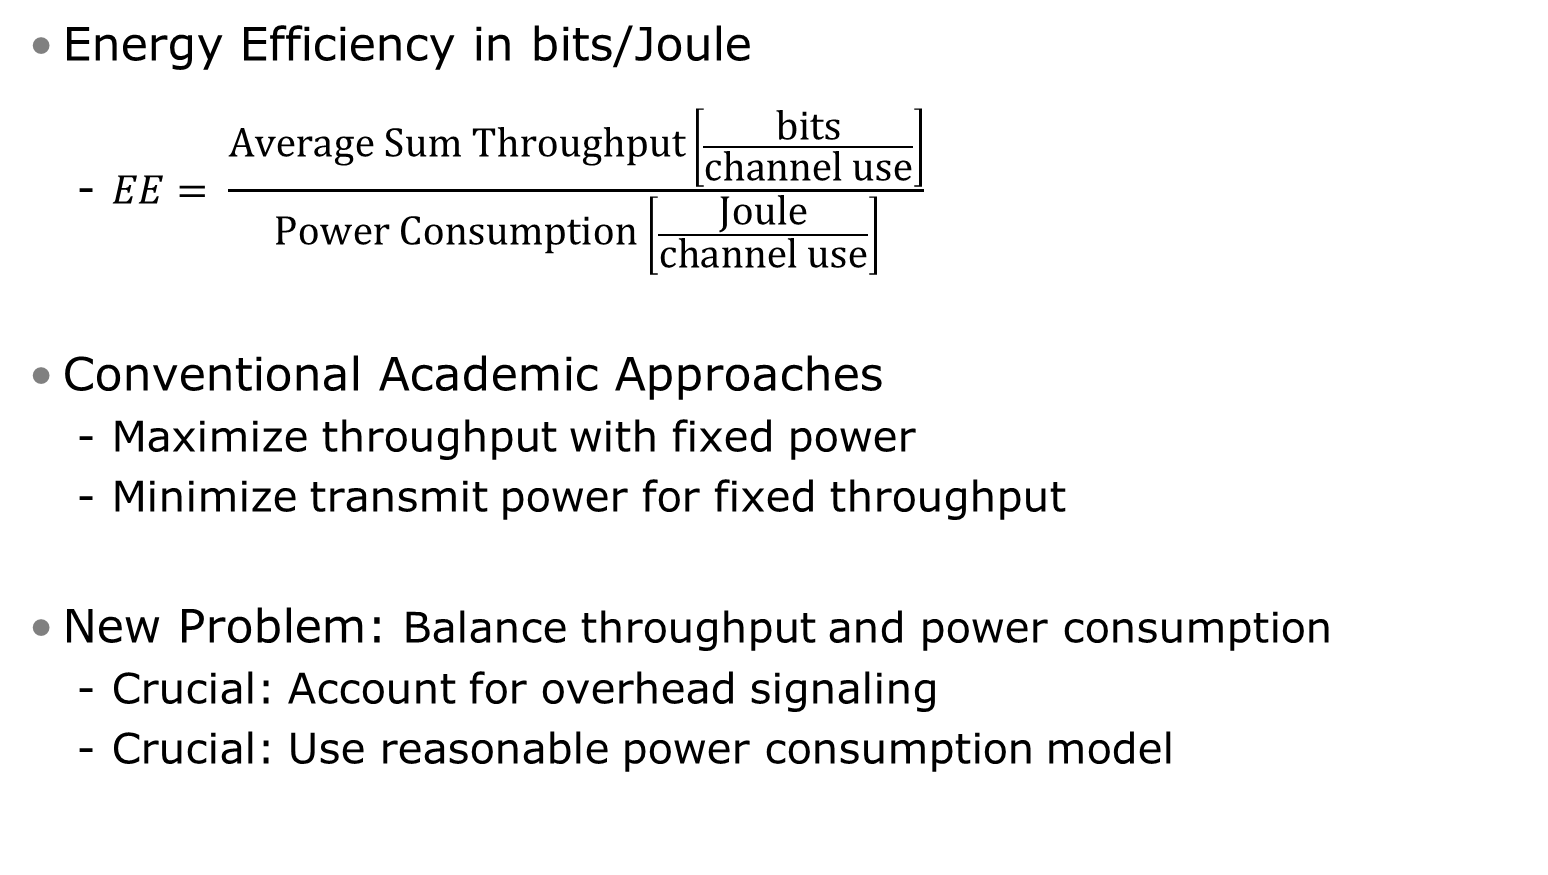 • Energy Efficiency in bits/Joule
- EE = Average Sum Throughput [bits / channel use] / Power Consumption [Joule / channel use]
• Conventional Academic Approaches
- Maximize throughput with fixed power
- Minimize transmit power for fixed throughput
• New Problem: Balance throughput and power consumption
- Crucial: Account for overhead signaling
- Crucial: Use reasonable power consumption model